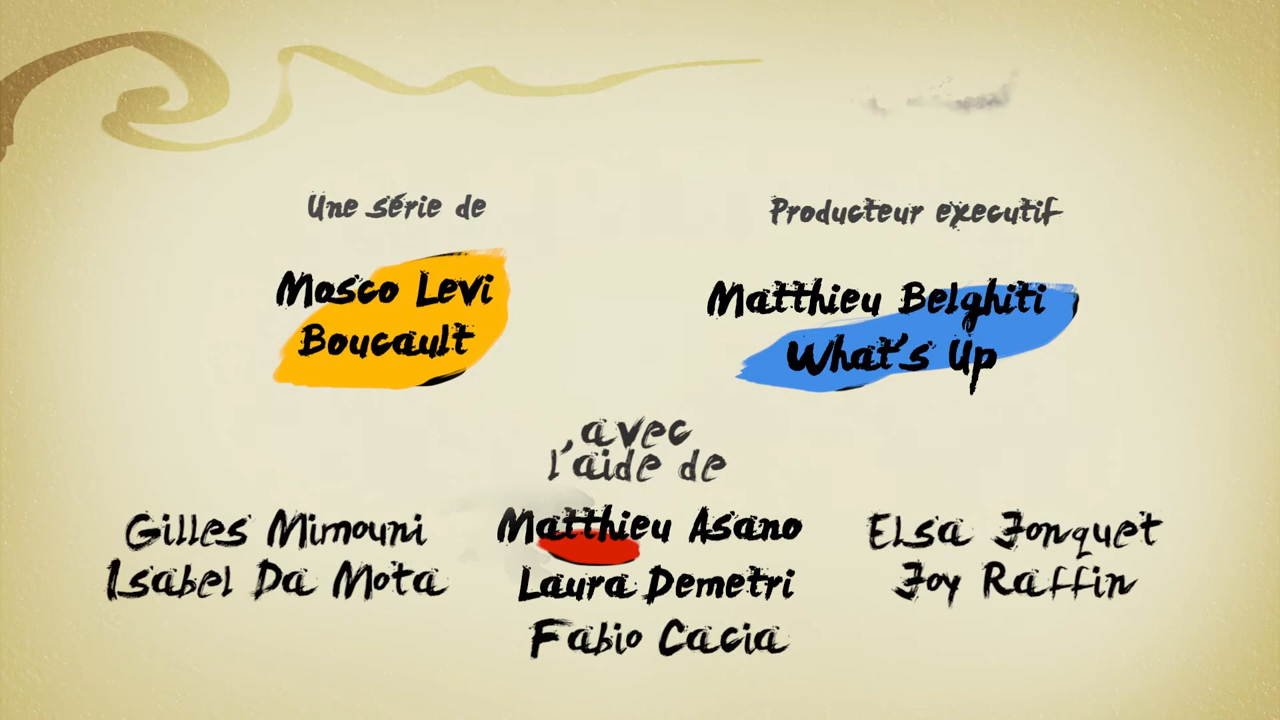 Une série de
Mosco Levi
Boucault
Producteur executif
Matthieu Belghiti
What's Up
avec
l'aide de
Gilles Mimouni
Isabel Da Mota
Matthieu Asano
Laura Demetri
Fabio Cacia
Elsa Jonquet
Joy Raffin